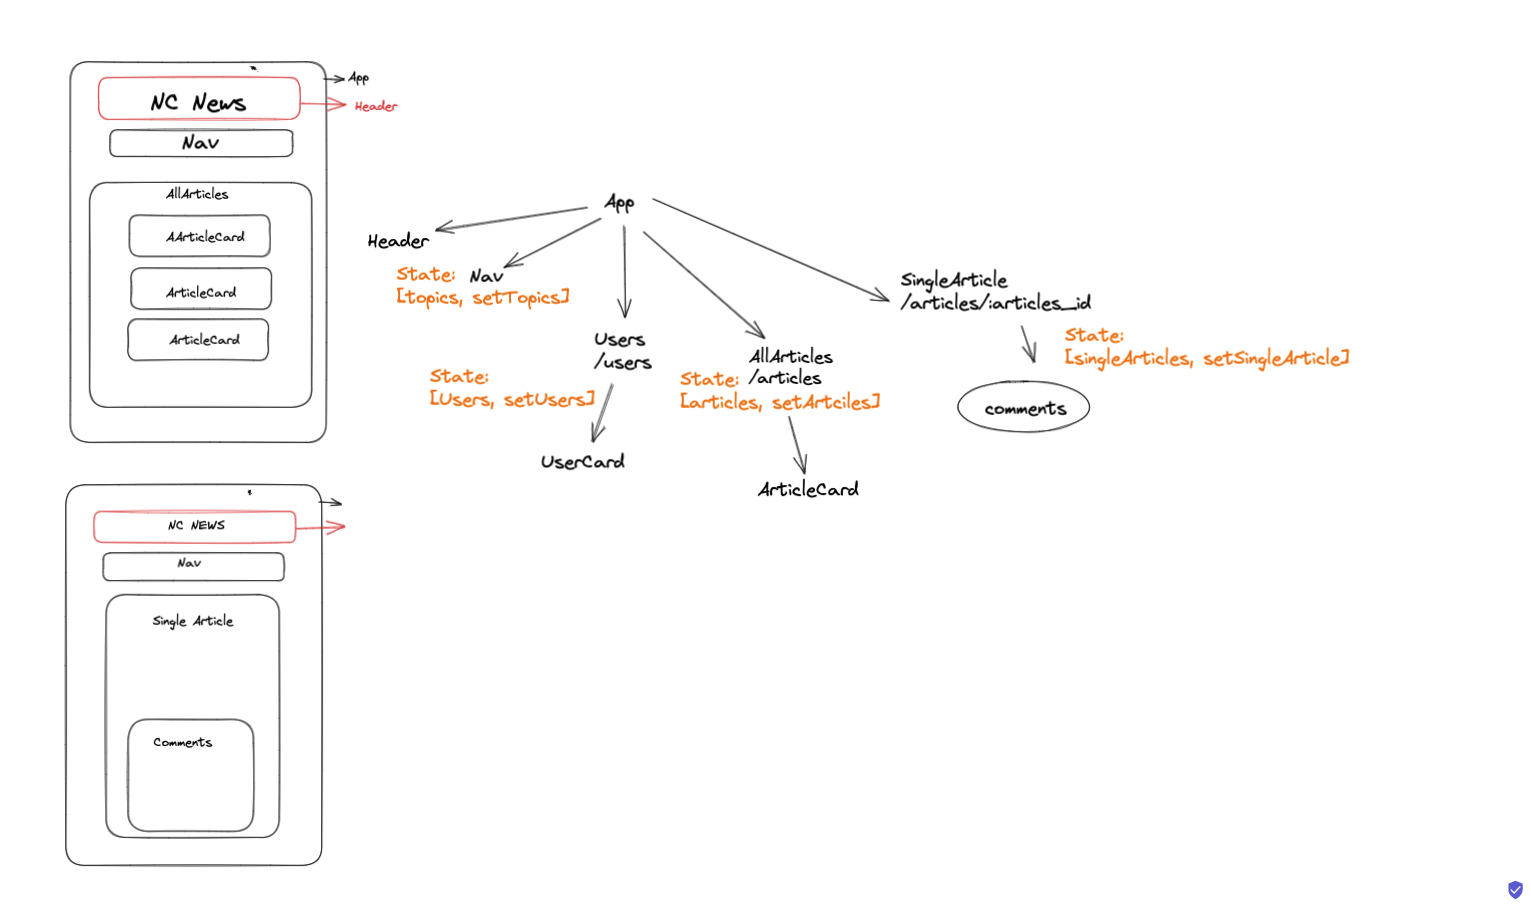 App
NC News
Header
Nav
AllArticles
AArticleCard
ArticleCard
ArticleCard
App
Header
State: Nav
[topics, setTopics]
Users
/users
State:
[Users, setUsers]
UserCard
AllArticles
State: /articles
[articles, setArtciles]
ArticleCard
SingleArticle
/articles/:articles_id
State:
[singleArticles, setSingleArticle]
comments
NC NEWS
Nav
Single Article
Comments